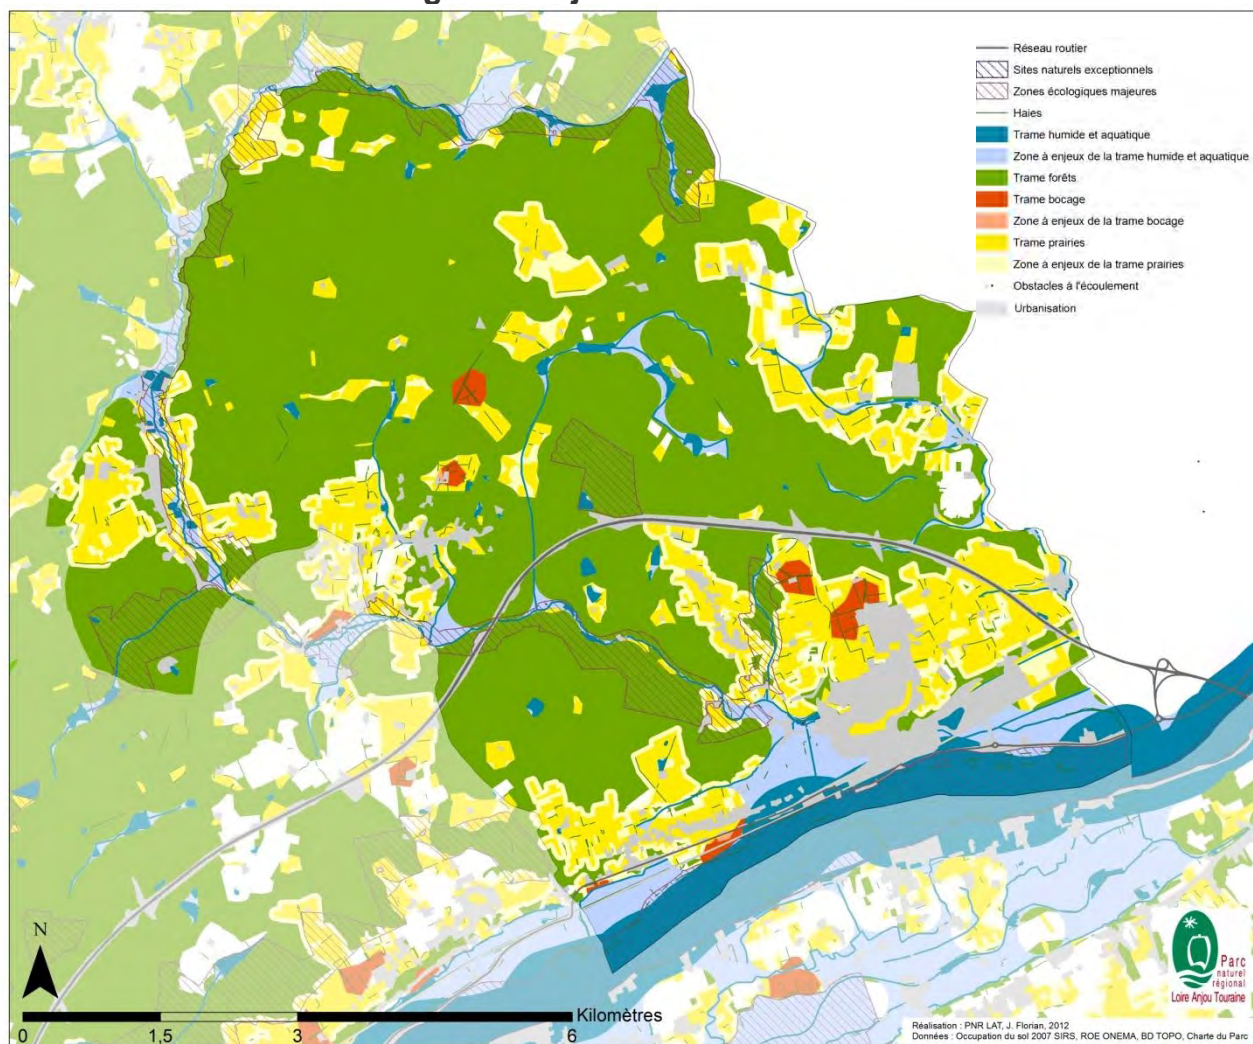 Réseau routier
Sites naturels exceptionnels
Zones écologiques majeures
Haies
Trame humide et aquatique
Zone à enjeux de la trame humide et aquatique
Trame forêts
Trame bocage
Zone à enjeux de la trame bocage
Trame prairies
Zone à enjeux de la trame prairies
Obstacles à l'écoulement
Urbanisation
N
Kilomètres
0 1,5 3 6
Parc
naturel
régional
Loire Anjou Touraine
Réalisation : PNR LAT, J. Florian, 2012
Données : Occupation du sol 2007 SIRS, ROE ONEMA, BD TOPO, Charte du Parc